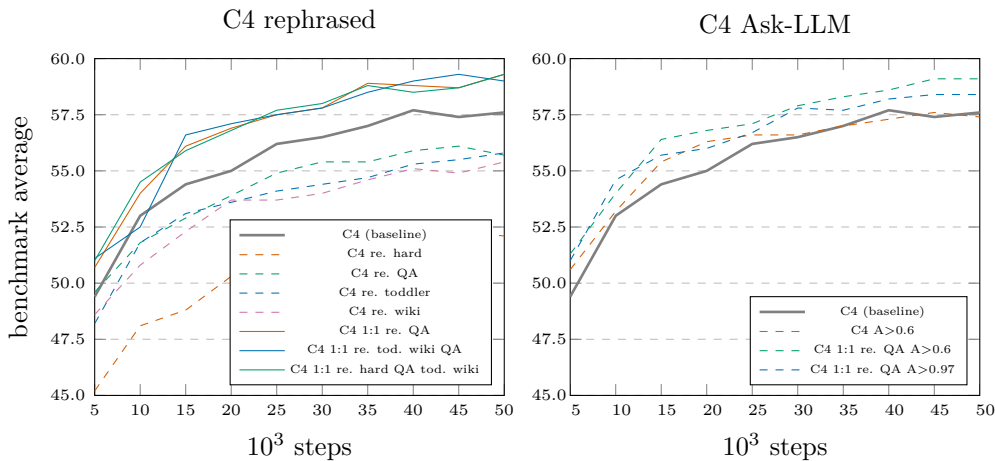 C4 rephrased
60.0
57.5
55.0
52.5
50.0
47.5
45.0
5 10 15 20 25 30 35 40 45 50
benchmark average
10³ steps
C4 (baseline)
C4 re. hard
C4 re. QA
C4 re. toddler
C4 re. wiki
C4 1:1 re. QA
C4 1:1 re. tod. wiki QA
C4 1:1 re. hard QA tod. wiki
C4 Ask-LLM
60.0
57.5
55.0
52.5
50.0
47.5
45.0
5 10 15 20 25 30 35 40 45 50
10³ steps
C4 (baseline)
C4 A>0.6
C4 1:1 re. QA A>0.6
C4 1:1 re. QA A>0.97